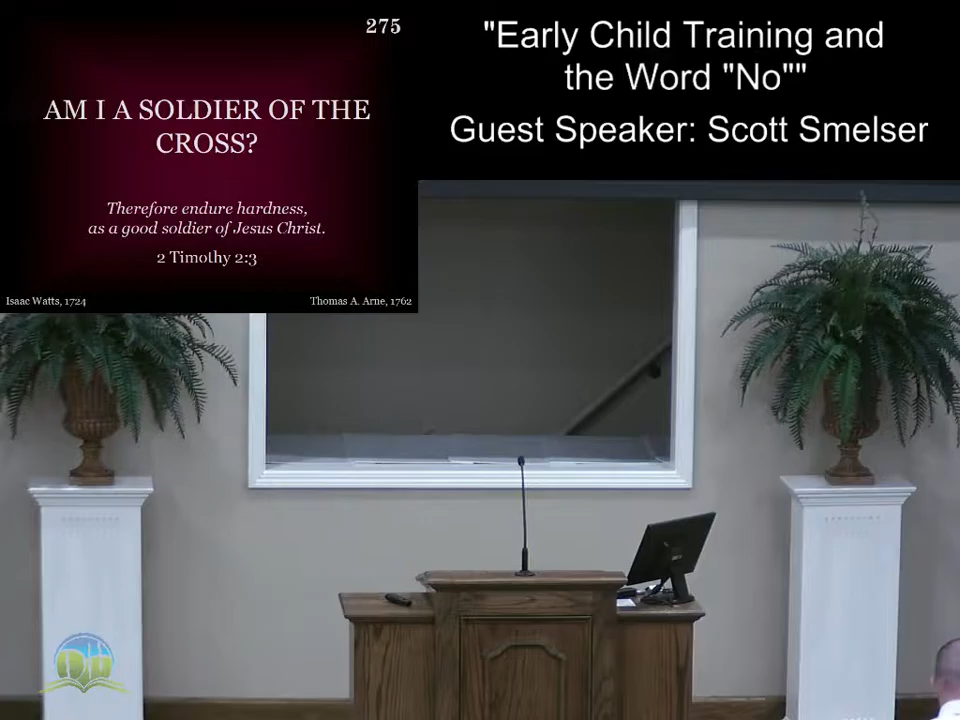 275
AM I A SOLDIER OF THE
CROSS?
Therefore endure hardness,
as a good soldier of Jesus Christ.
2 Timothy 2:3
Isaac Watts, 1724
Thomas A. Arne, 1762
"Early Child Training and
the Word "No""
Guest Speaker: Scott Smelser